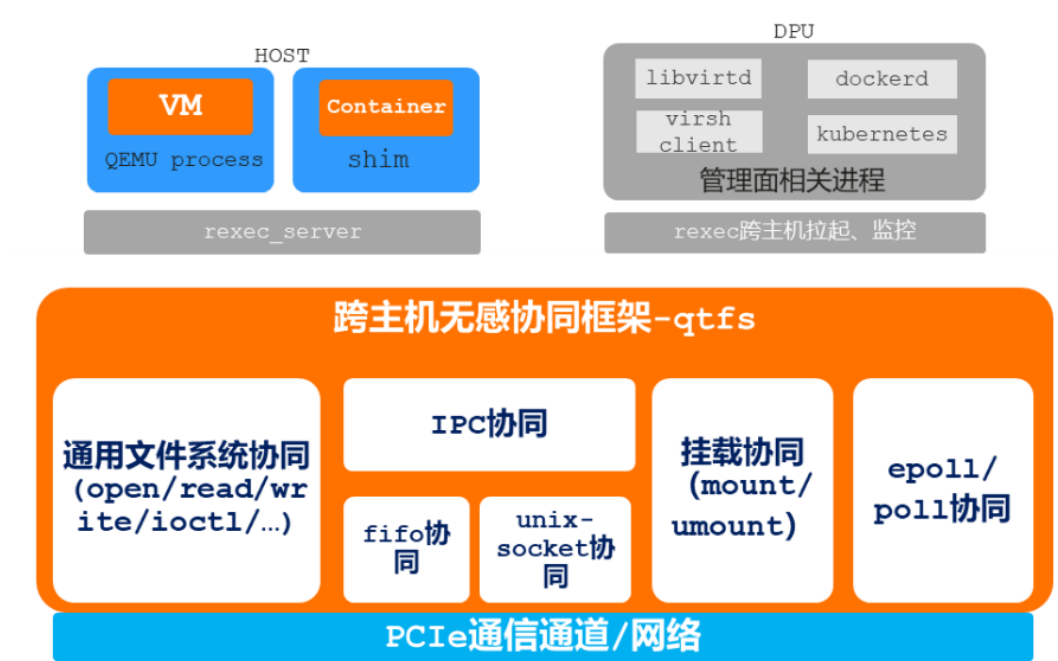 HOST
VM
QEMU process
Container
shim
rexec_server
DPU
libvirtd
dockerd
virsh
client
kubernetes
管理面相关进程
rexec跨主机拉起、监控
跨主机无感协同框架-qtfs
通用文件系统协同
(open/read/wr
ite/ioctl/…)
IPC协同
fifo协
同
unix-
socket协
同
挂载协同
(mount/
umount)
epoll/
poll协同
PCIe通信通道/网络